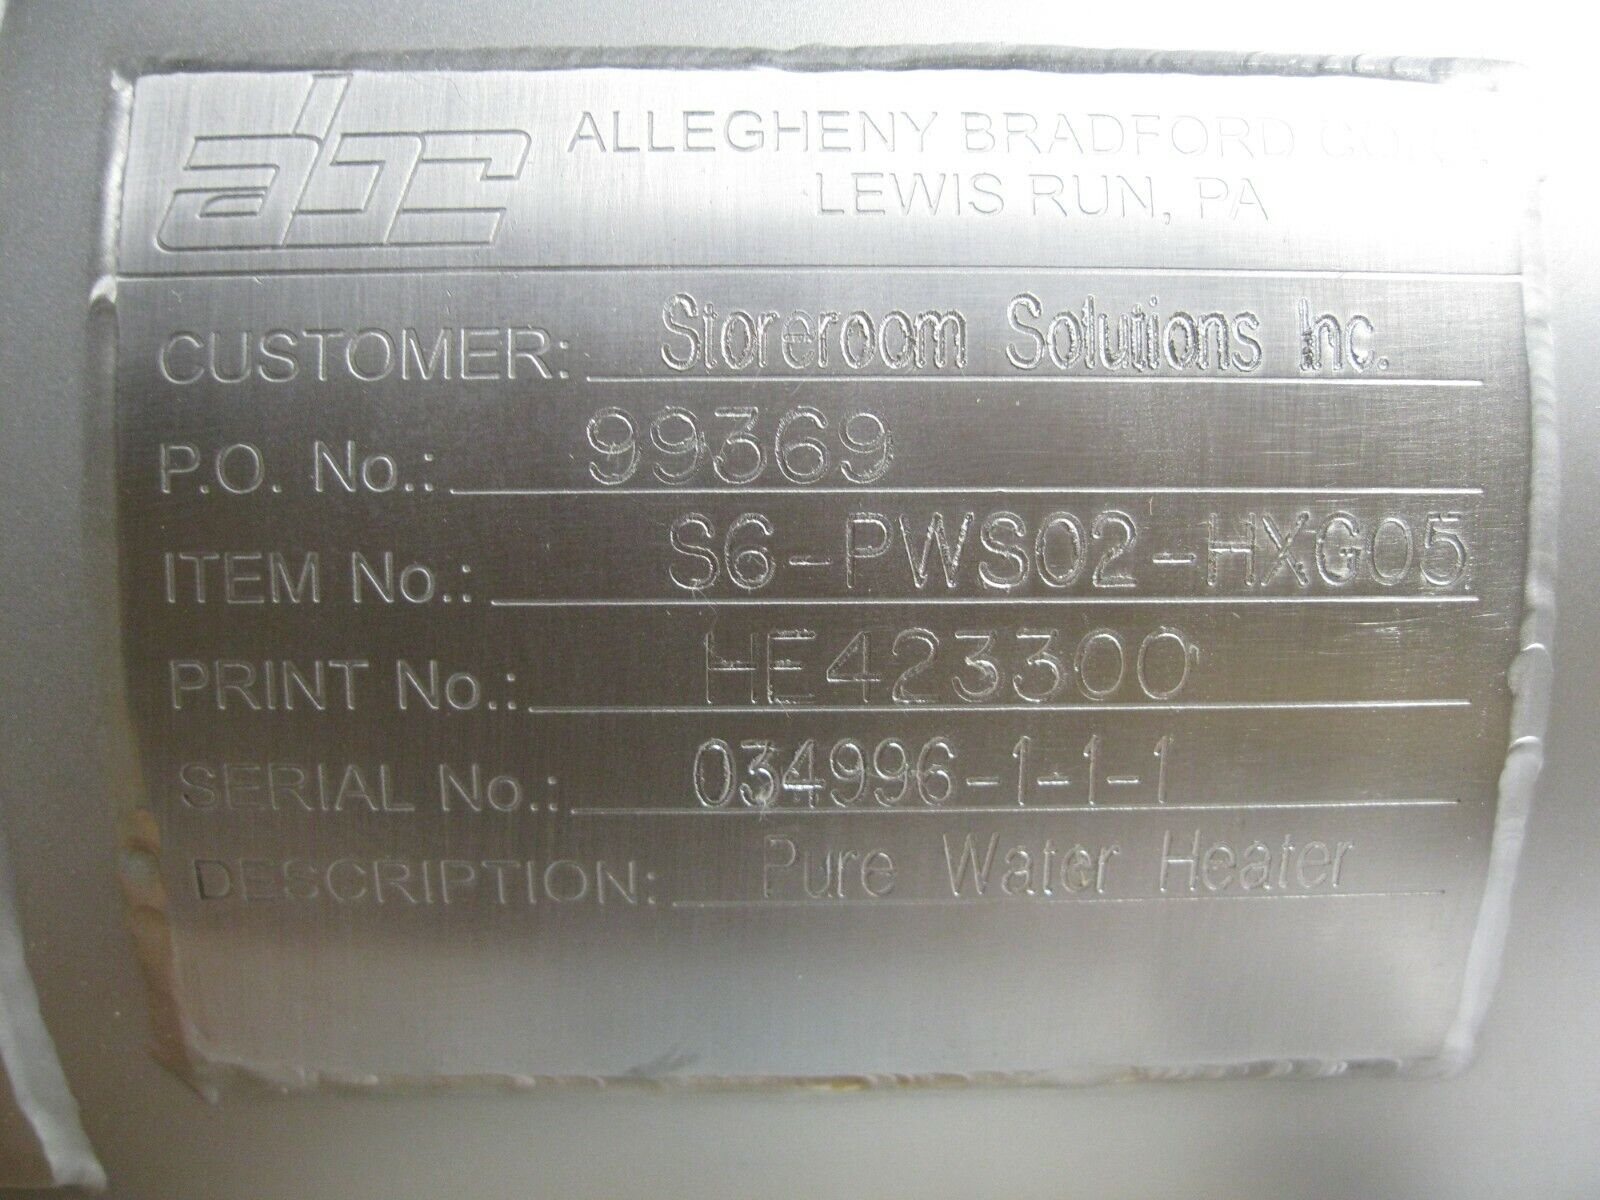 abc
ALLEGHENY BRADFORD CORP.
LEWIS RUN, PA
CUSTOMER: Storeroom Solutions Inc.
P.O. No.: 99369
ITEM No.: S6-PWS02-HXG05
PRINT No.: HE423300
SERIAL No.: 034996-1-1-1
DESCRIPTION: Pure Water Heater